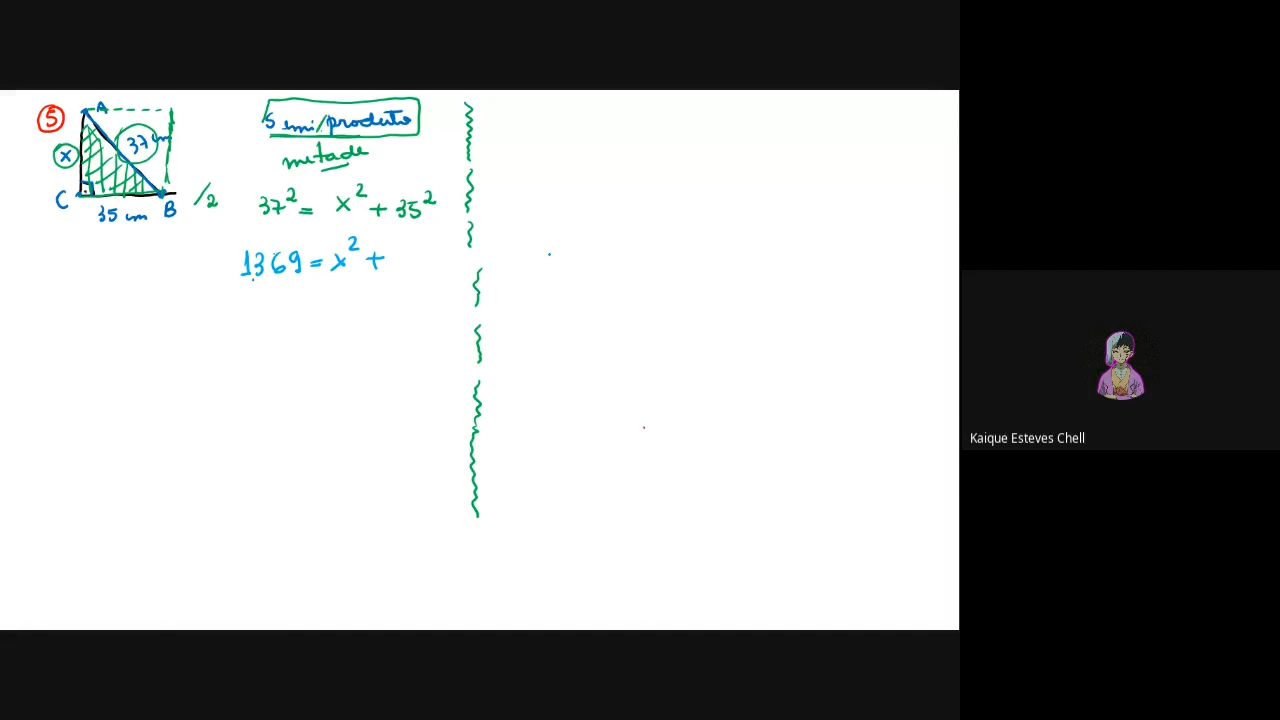 5
A
37 cm
x
C
35 cm
B
/2
Semi/produto
metade
37² = x² + 35²
1369 = x² +
Kaique Esteves Chell